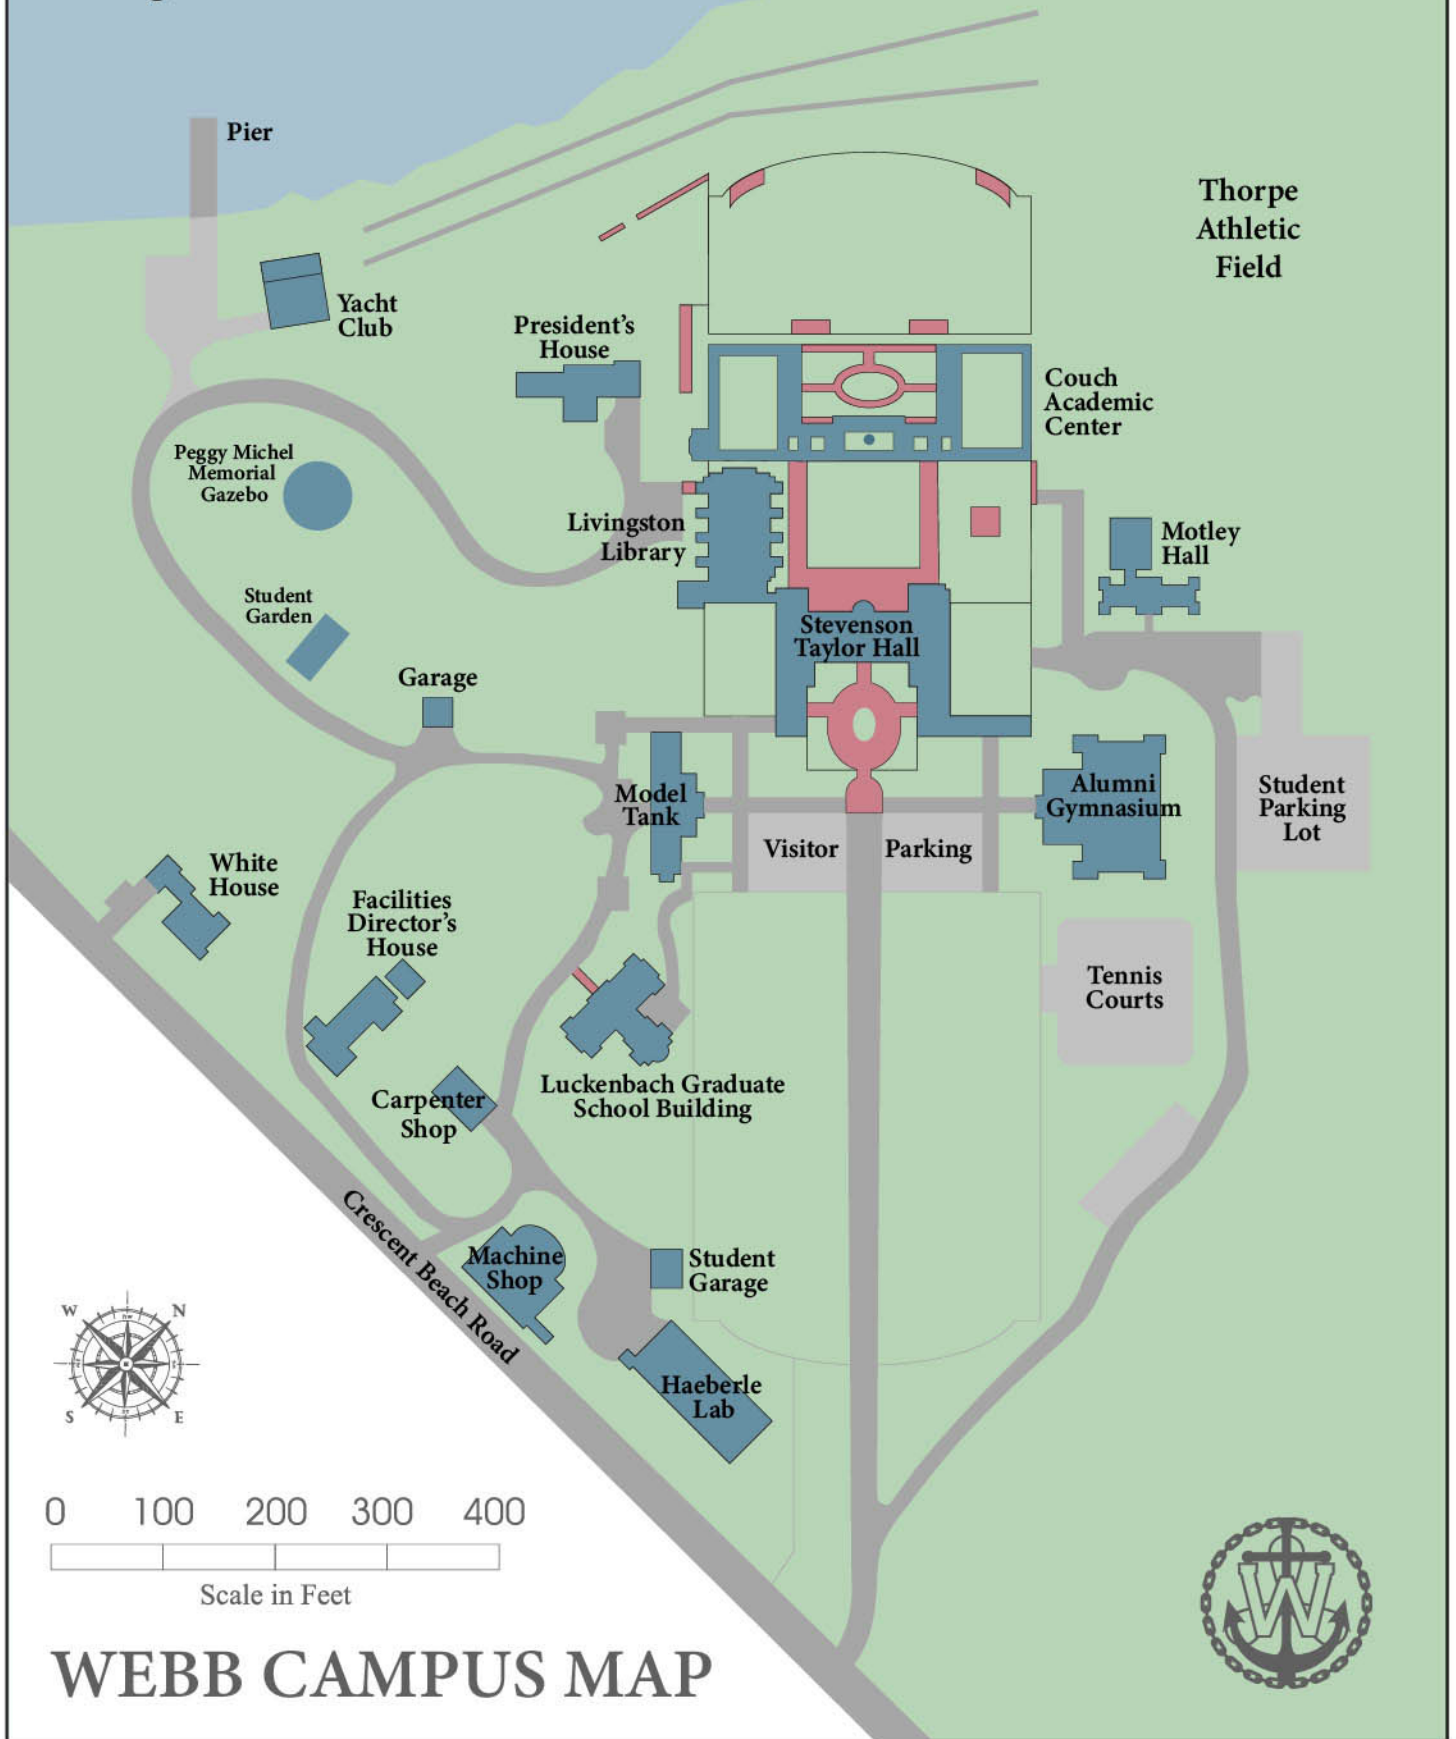 Pier
Thorpe
Athletic
Field
Yacht
Club
President's
House
Couch
Academic
Center
Peggy Michel
Memorial
Gazebo
Livingston
Library
Motley
Hall
Student
Garden
Stevenson
Taylor Hall
Garage
Model
Tank
Alumni
Gymnasium
Student
Parking
Lot
Visitor Parking
White
House
Facilities
Director's
House
Tennis
Courts
Luckenbach Graduate
School Building
Carpenter
Shop
Crescent Beach Road
Machine
Shop
Student
Garage
Haeberle
Lab
W N
S E
0 100 200 300 400
Scale in Feet
W
WEBB CAMPUS MAP